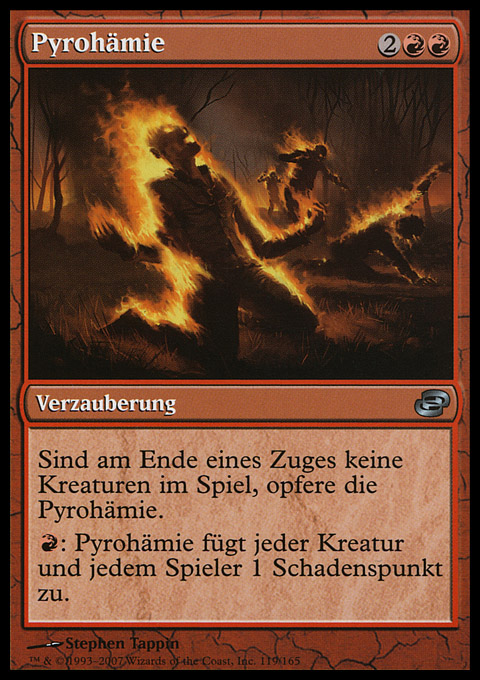 Pyrohämie
2
Verzauberung
Sind am Ende eines Zuges keine
Kreaturen im Spiel, opfere die
Pyrohämie.
: Pyrohämie fügt jeder Kreatur
und jedem Spieler 1 Schadenspunkt
zu.
Stephen Tappin
™ & © 1993–2007 Wizards of the Coast, Inc. 119/165